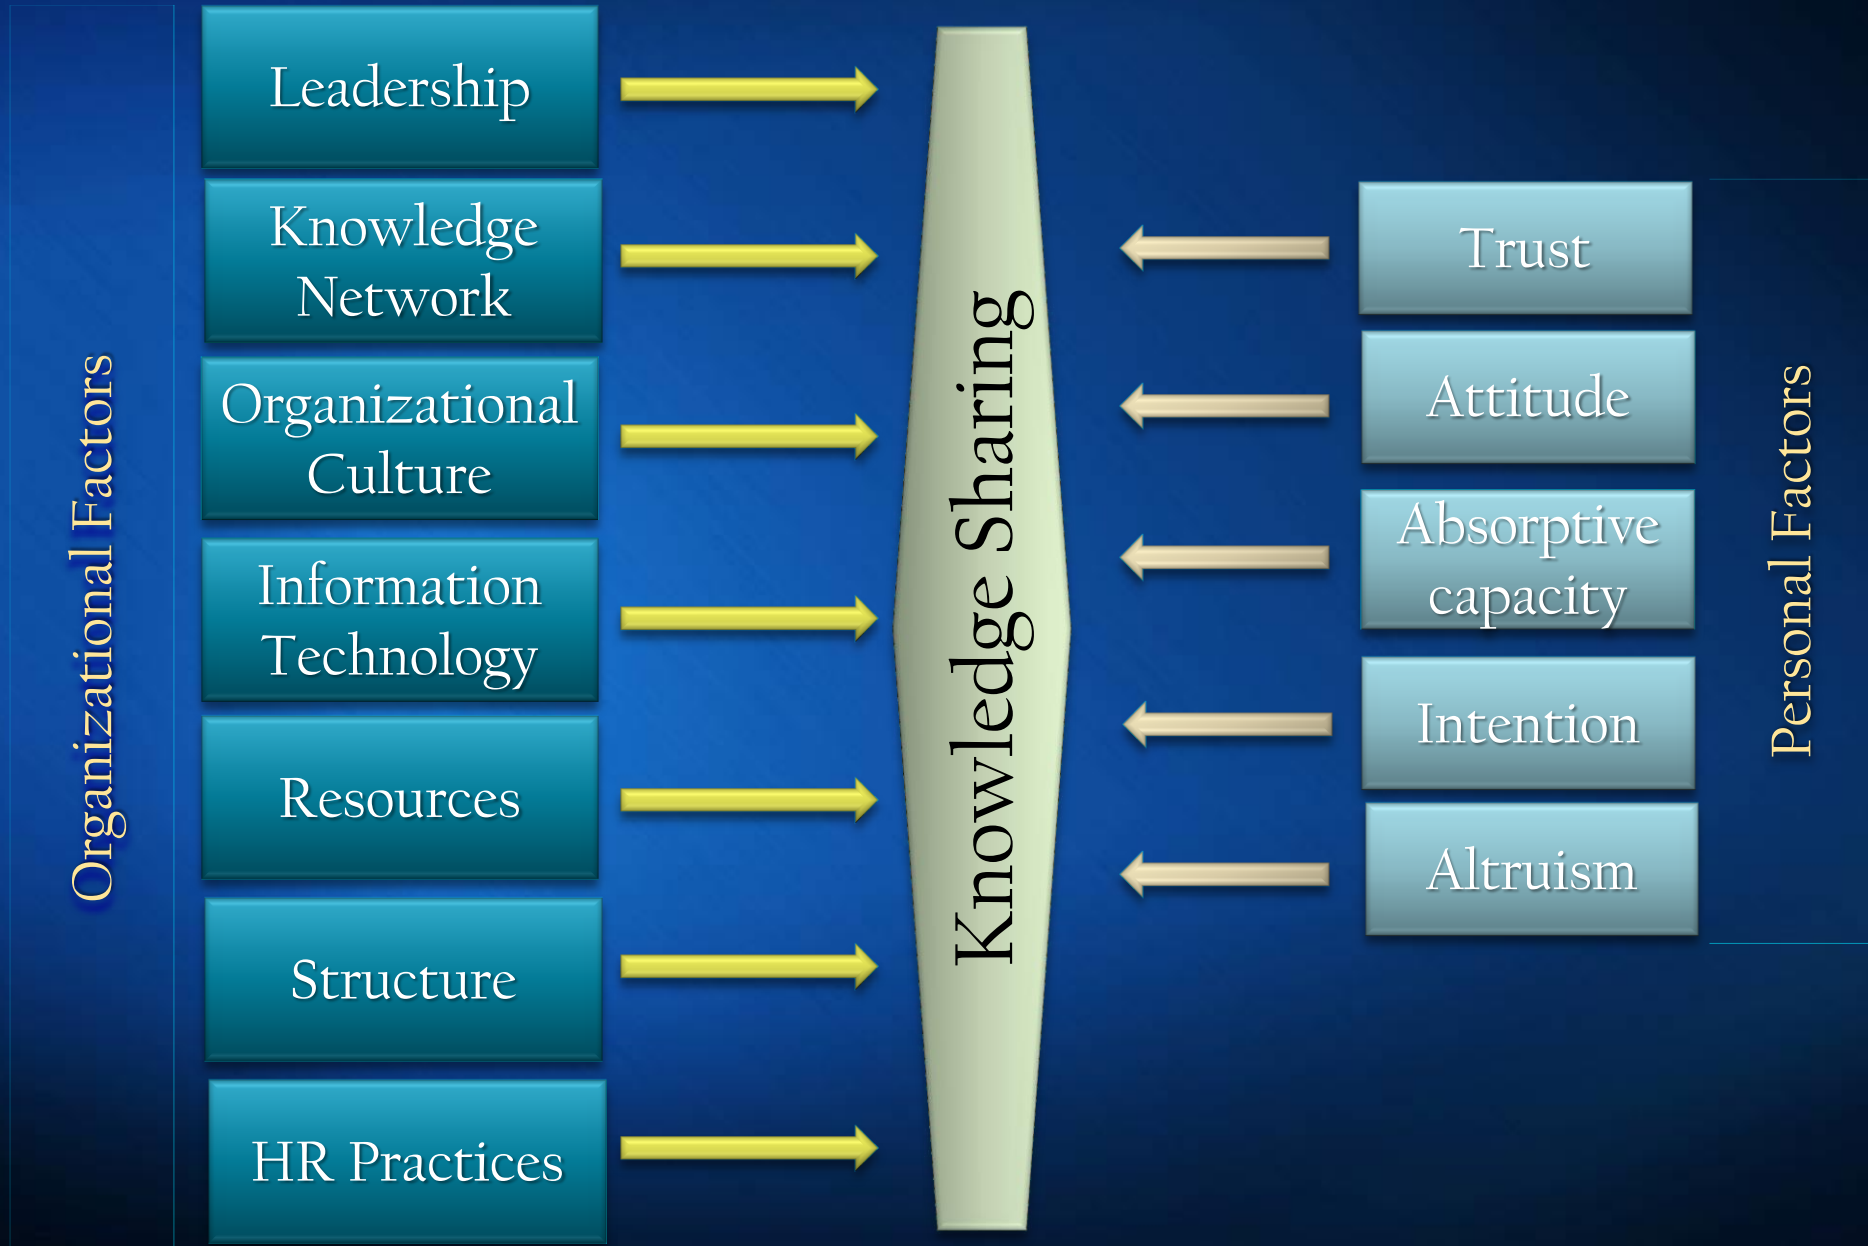 Organizational Factors
Leadership
Knowledge
Network
Organizational
Culture
Information
Technology
Resources
Structure
HR Practices
Knowledge Sharing
Trust
Attitude
Absorptive
capacity
Intention
Altruism
Personal Factors